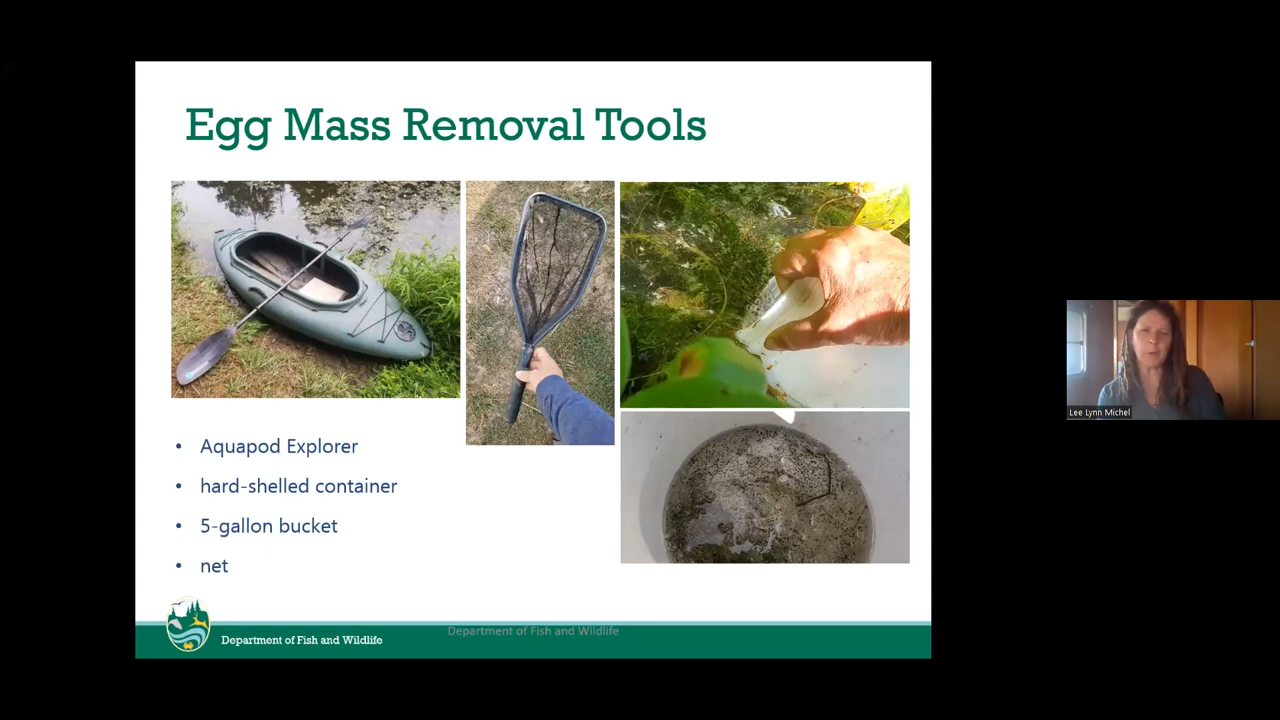 Egg Mass Removal Tools
• Aquapod Explorer
• hard-shelled container
• 5-gallon bucket
• net
Department of Fish and Wildlife
Department of Fish and Wildlife
Lee Lynn Michel